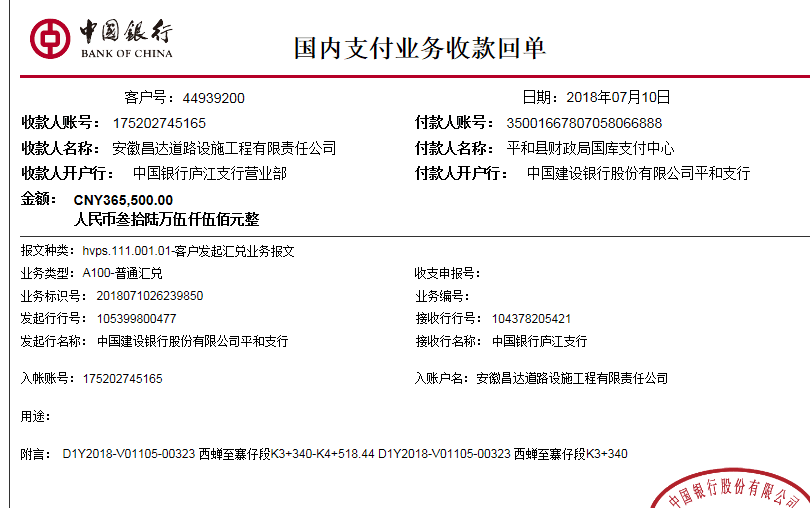 中国银行
BANK OF CHINA
国内支付业务收款回单
客户号：44939200 日期：2018年07月10日
收款人账号：175202745165 付款人账号：35001667807058066888
收款人名称：安徽昌达道路设施工程有限责任公司 付款人名称：平和县财政局国库支付中心
收款人开户行：中国银行庐江支行营业部 付款人开户行：中国建设银行股份有限公司平和支行
金额：CNY365,500.00
人民币叁拾陆万伍仟伍佰元整
报文种类：hvps.111.001.01-客户发起汇兑业务报文
业务类型：A100-普通汇兑 收支申报号：
业务标识号：2018071026239850 业务编号：
发起行行号：105399800477 接收行行号：104378205421
发起行名称：中国建设银行股份有限公司平和支行 接收行名称：中国银行庐江支行
入帐账号：175202745165 入账户名：安徽昌达道路设施工程有限责任公司
用途：
附言：D1Y2018-V01105-00323 西蝉至寨仔段K3+340-K4+518.44 D1Y2018-V01105-00323 西蝉至寨仔段K3+340
中国银行股份有限公司